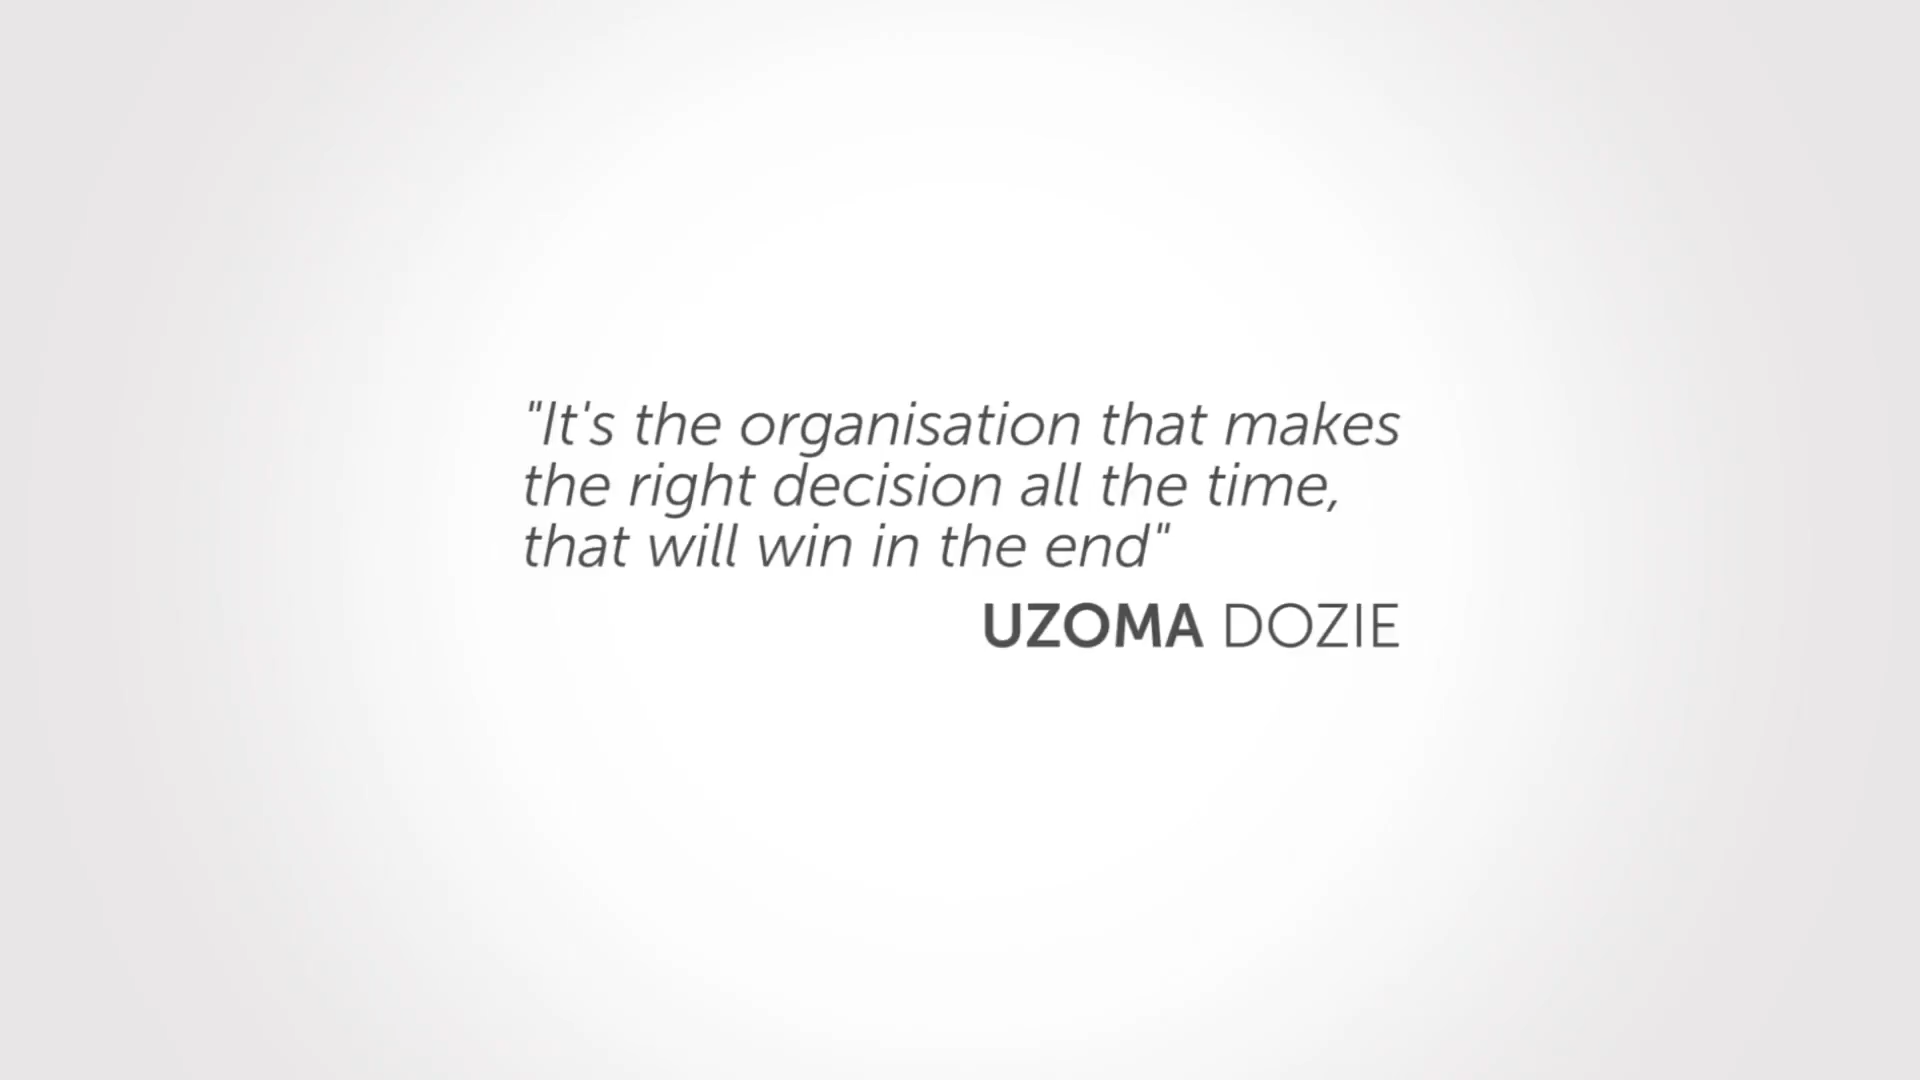 "It's the organisation that makes
the right decision all the time,
that will win in the end"
UZOMA DOZIE